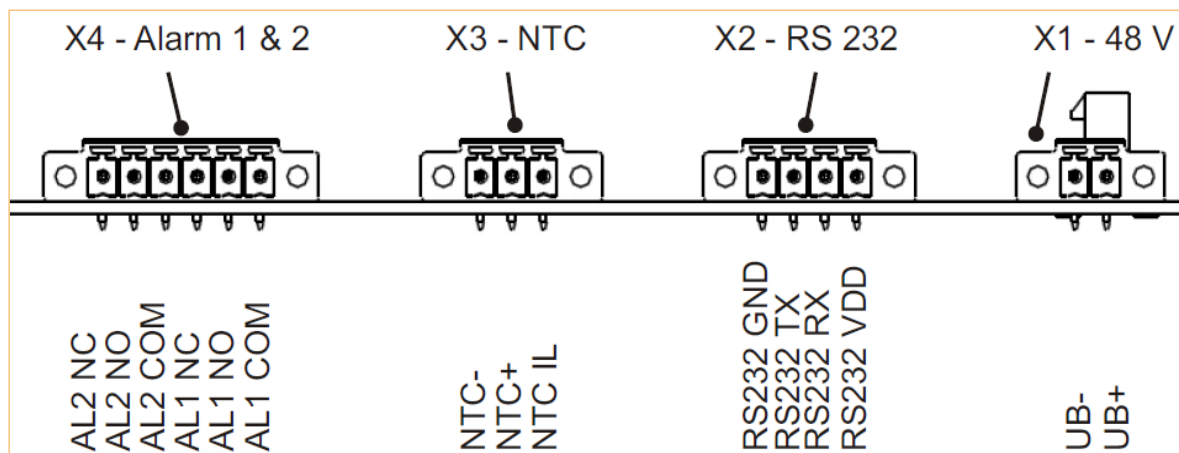 X4 - Alarm 1 & 2
X3 - NTC
X2 - RS 232
X1 - 48 V
AL2 NC
AL2 NO
AL2 COM
AL1 NC
AL1 NO
AL1 COM
NTC-
NTC+
NTC IL
RS232 GND
RS232 TX
RS232 RX
RS232 VDD
UB-
UB+